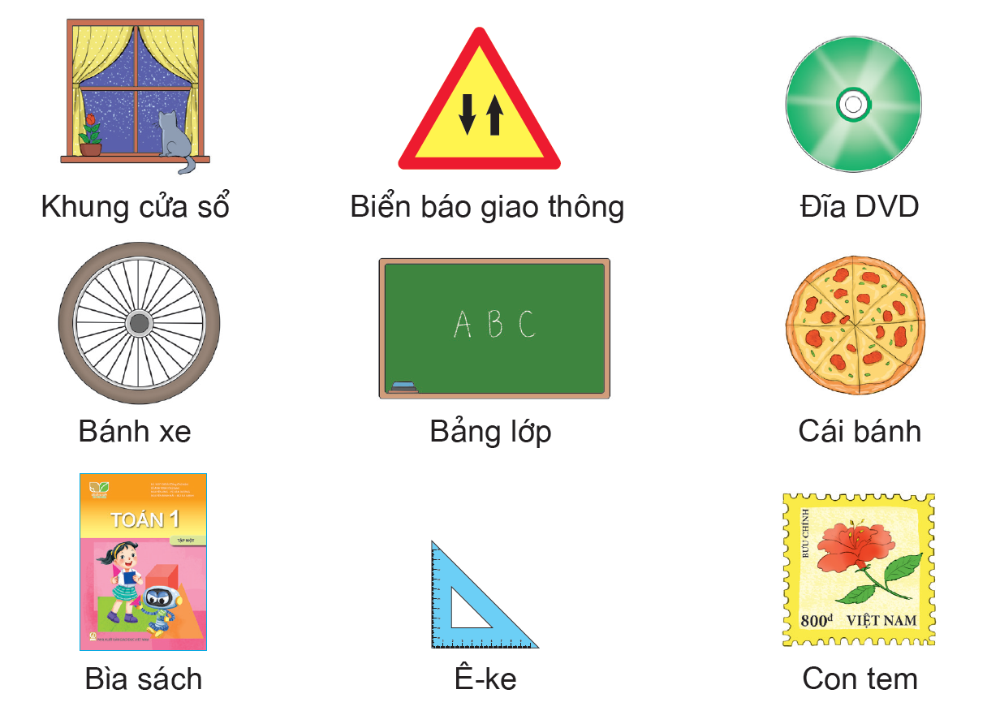 Khung cửa sổ
Biển báo giao thông
Đĩa DVD
A B C
Bánh xe
Bảng lớp
Cái bánh
TOÁN 1
TẬP MỘT
BƯU CHÍNH
800đ VIỆT NAM
Bìa sách
Ê-ke
Con tem